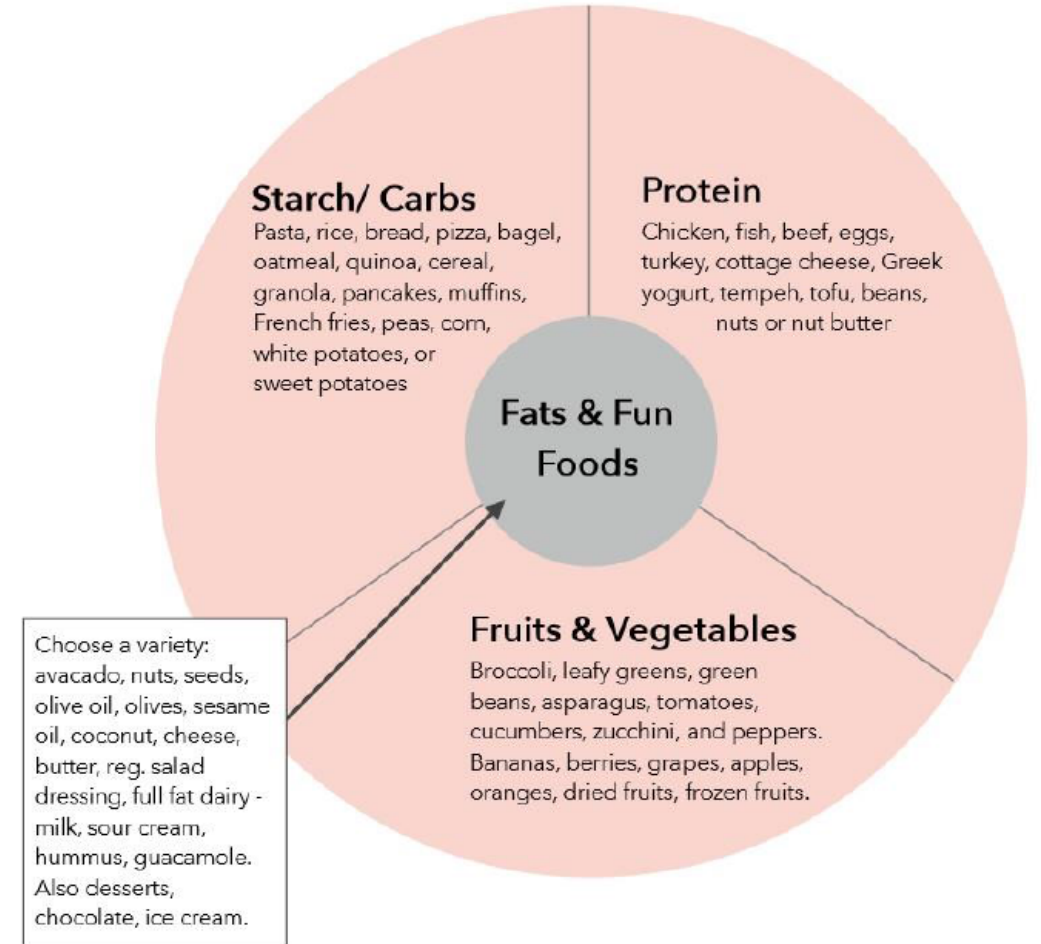 Starch/ Carbs
Pasta, rice, bread, pizza, bagel,
oatmeal, quinoa, cereal,
granola, pancakes, muffins,
French fries, peas, corn,
white potatoes, or
sweet potatoes
Protein
Chicken, fish, beef, eggs,
turkey, cottage cheese, Greek
yogurt, tempeh, tofu, beans,
nuts or nut butter
Fats & Fun
Foods
Fruits & Vegetables
Broccoli, leafy greens, green
beans, asparagus, tomatoes,
cucumbers, zucchini, and peppers.
Bananas, berries, grapes, apples,
oranges, dried fruits, frozen fruits.
Choose a variety:
avacado, nuts, seeds,
olive oil, olives, sesame
oil, coconut, cheese,
butter, reg. salad
dressing, full fat dairy -
milk, sour cream,
hummus, guacamole.
Also desserts,
chocolate, ice cream.